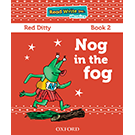 Read Write Inc.
Red Ditty
Book 2
Nog
in the
fog
OXFORD